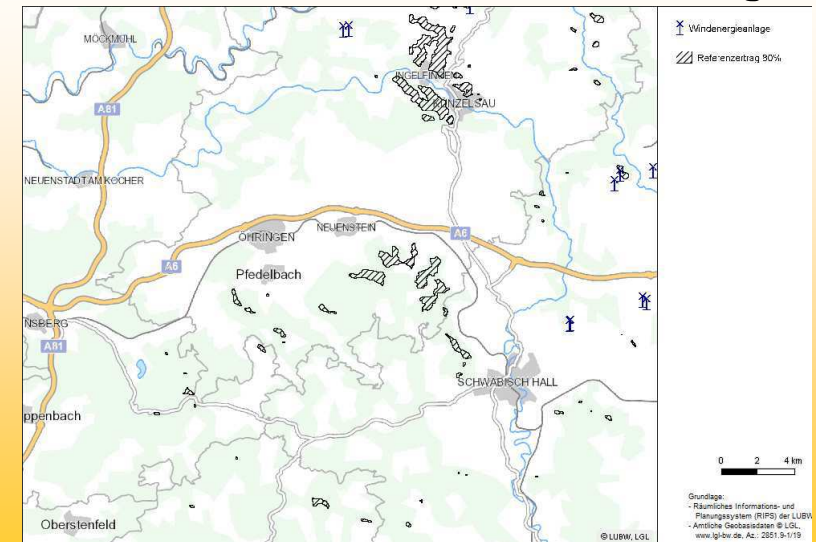 MÖCKMÜHL
INGELFINGEN
KÜNZELSAU
A81
NEUENSTADT AM KOCHER
ÖHRINGEN
NEUENSTEIN
A6
A6
Pfedelbach
NSBERG
A81
SCHWÄBISCH HALL
ppenbach
Oberstenfeld
© LUBW, LGL
Windenergieanlage
Referenzertrag 80%
0 2 4 km
Grundlage:
- Räumliches Informations- und
Planungssystem (RIPS) der LUBW
- Amtliche Geobasisdaten © LGL,
www.lgl-bw.de, Az.: 2851.9-1/19